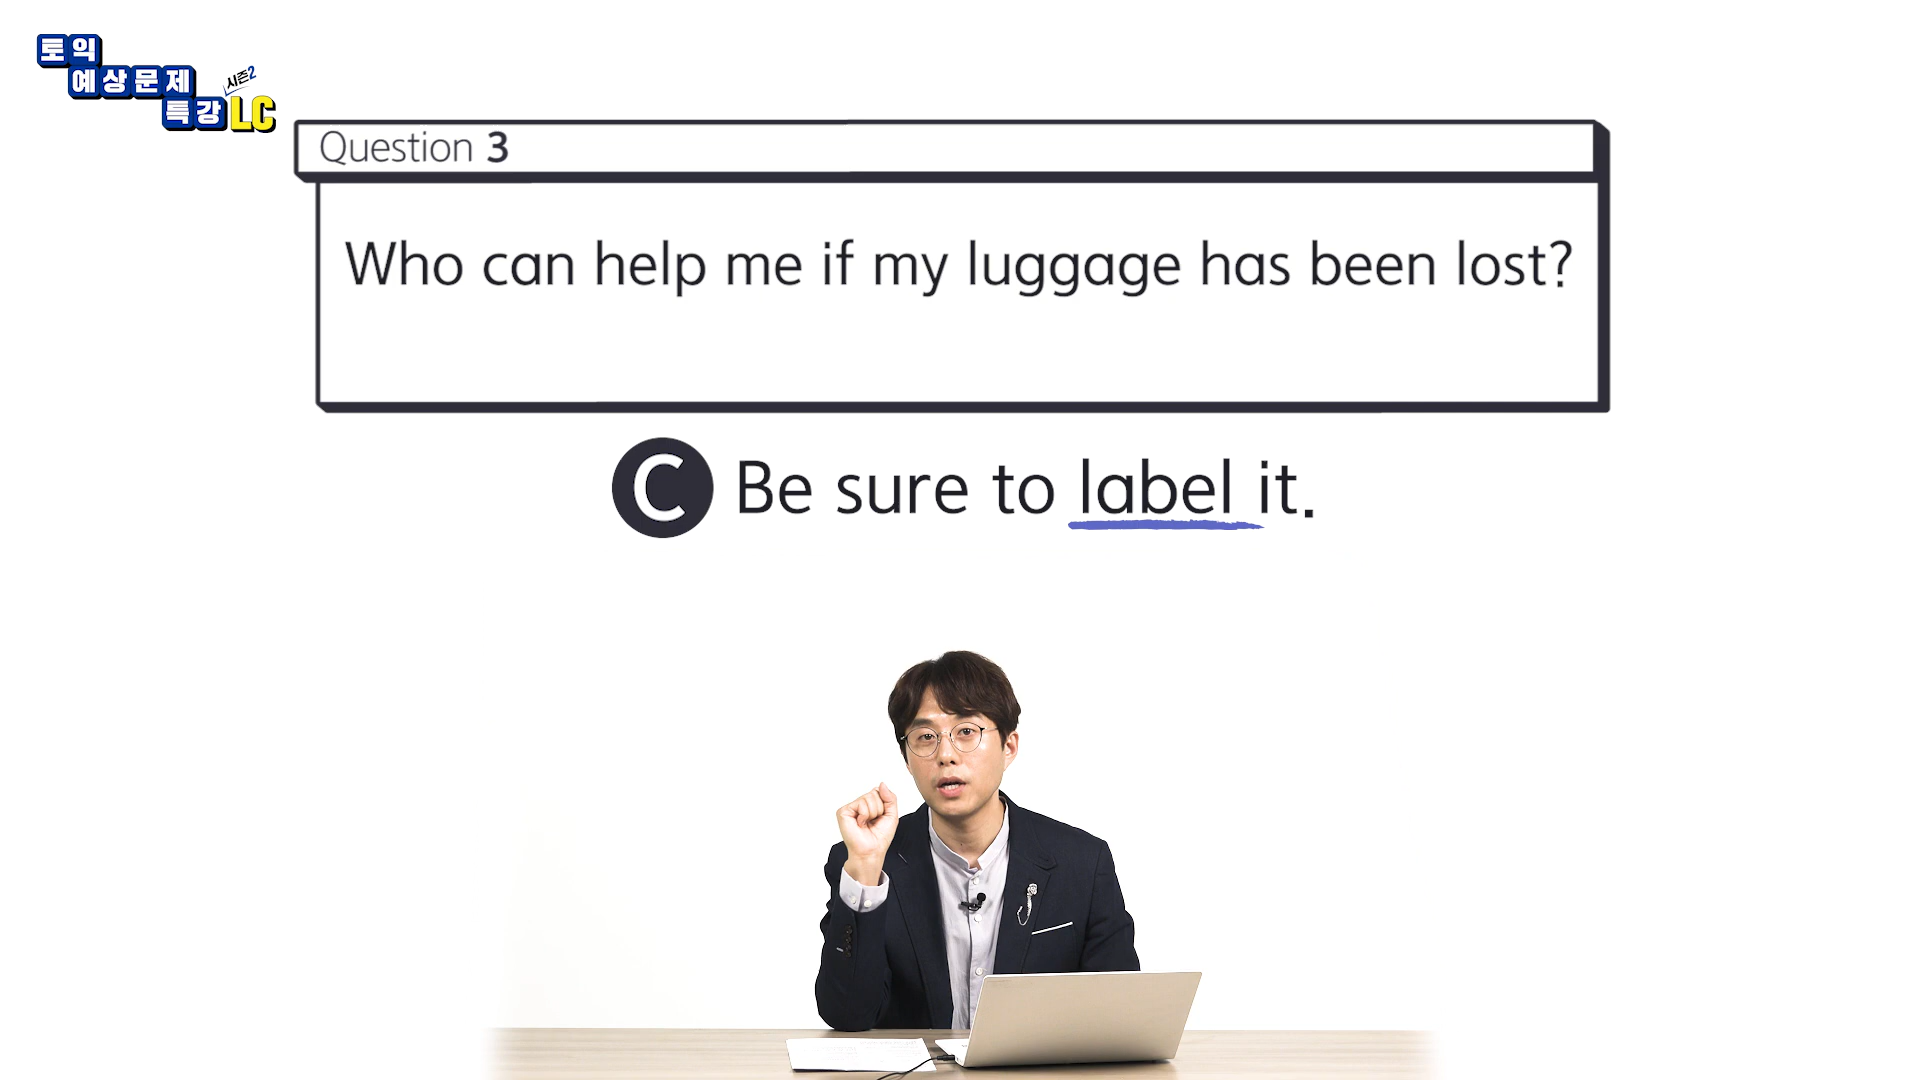 토익
예상문제
특강 LC
시즌2
Question 3
Who can help me if my luggage has been lost?
C Be sure to label it.